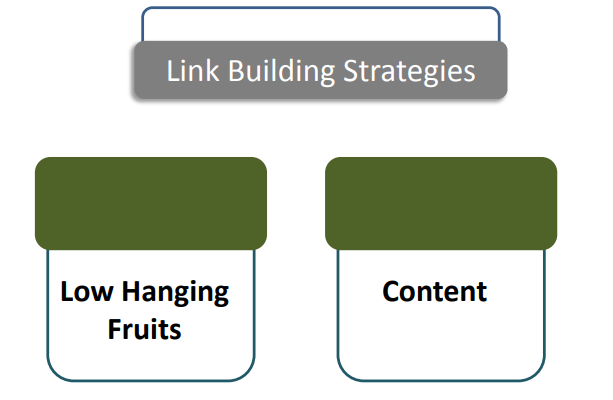 Link Building Strategies
Low Hanging
Fruits
Content